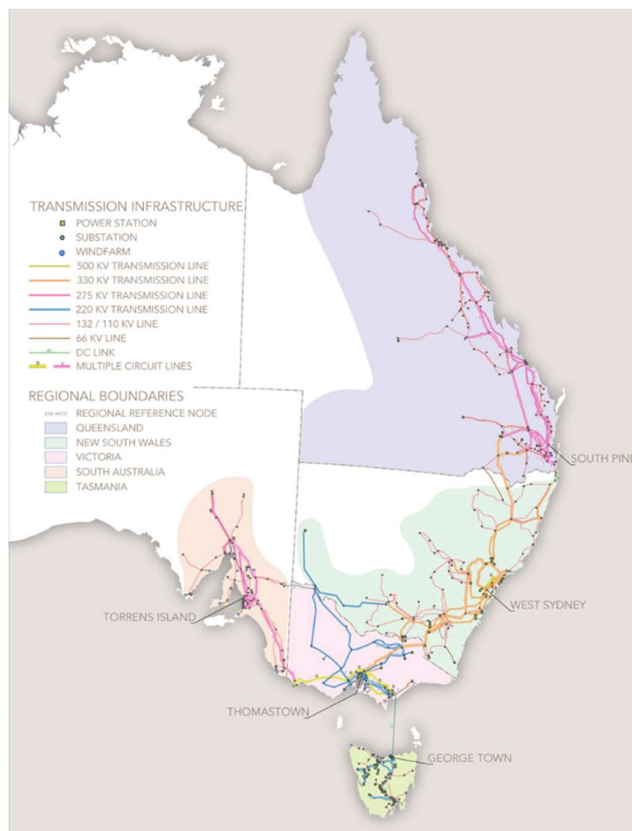 TRANSMISSION INFRASTRUCTURE
POWER STATION
SUBSTATION
WINDFARM
500 KV TRANSMISSION LINE
330 KV TRANSMISSION LINE
275 KV TRANSMISSION LINE
220 KV TRANSMISSION LINE
132 / 110 KV LINE
66 KV LINE
DC LINK
MULTIPLE CIRCUIT LINES
REGIONAL BOUNDARIES
REGIONAL REFERENCE NODE
QUEENSLAND
NEW SOUTH WALES
VICTORIA
SOUTH AUSTRALIA
TASMANIA
SOUTH PINE
WEST SYDNEY
TORRENS ISLAND
THOMASTOWN
GEORGE TOWN